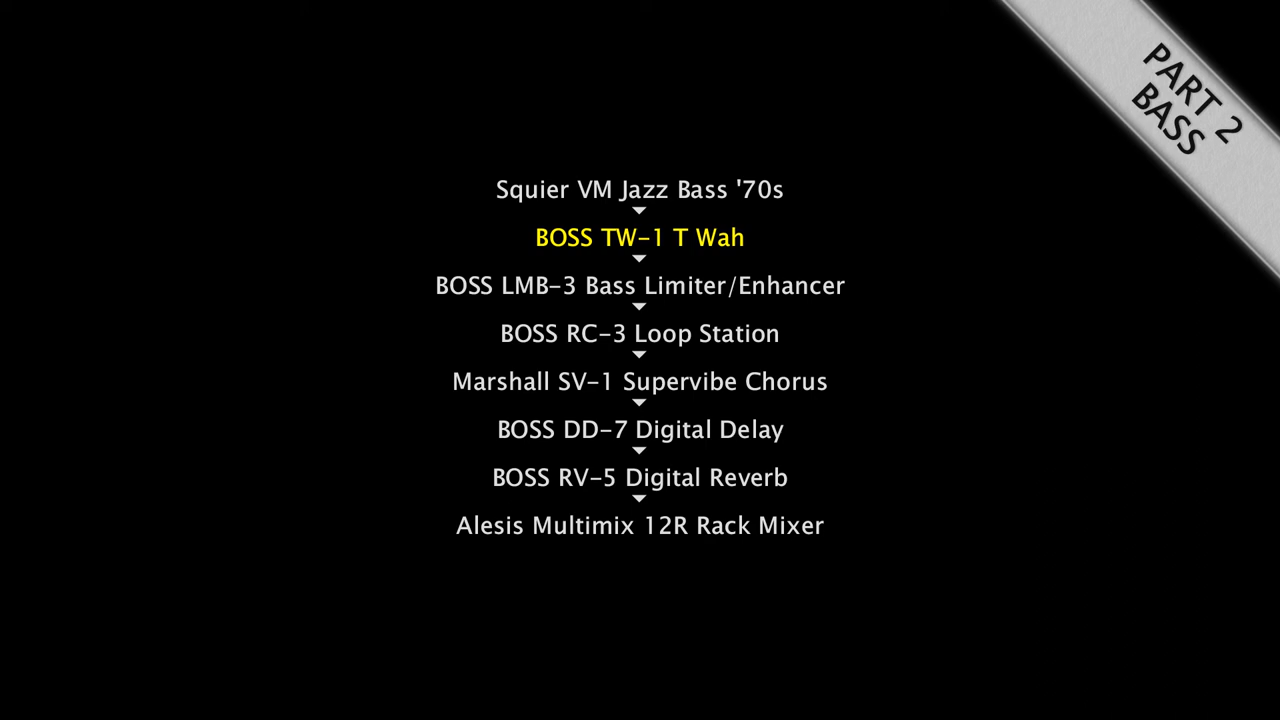 PART 2
BASS
Squier VM Jazz Bass '70s
BOSS TW-1 T Wah
BOSS LMB-3 Bass Limiter/Enhancer
BOSS RC-3 Loop Station
Marshall SV-1 Supervibe Chorus
BOSS DD-7 Digital Delay
BOSS RV-5 Digital Reverb
Alesis Multimix 12R Rack Mixer